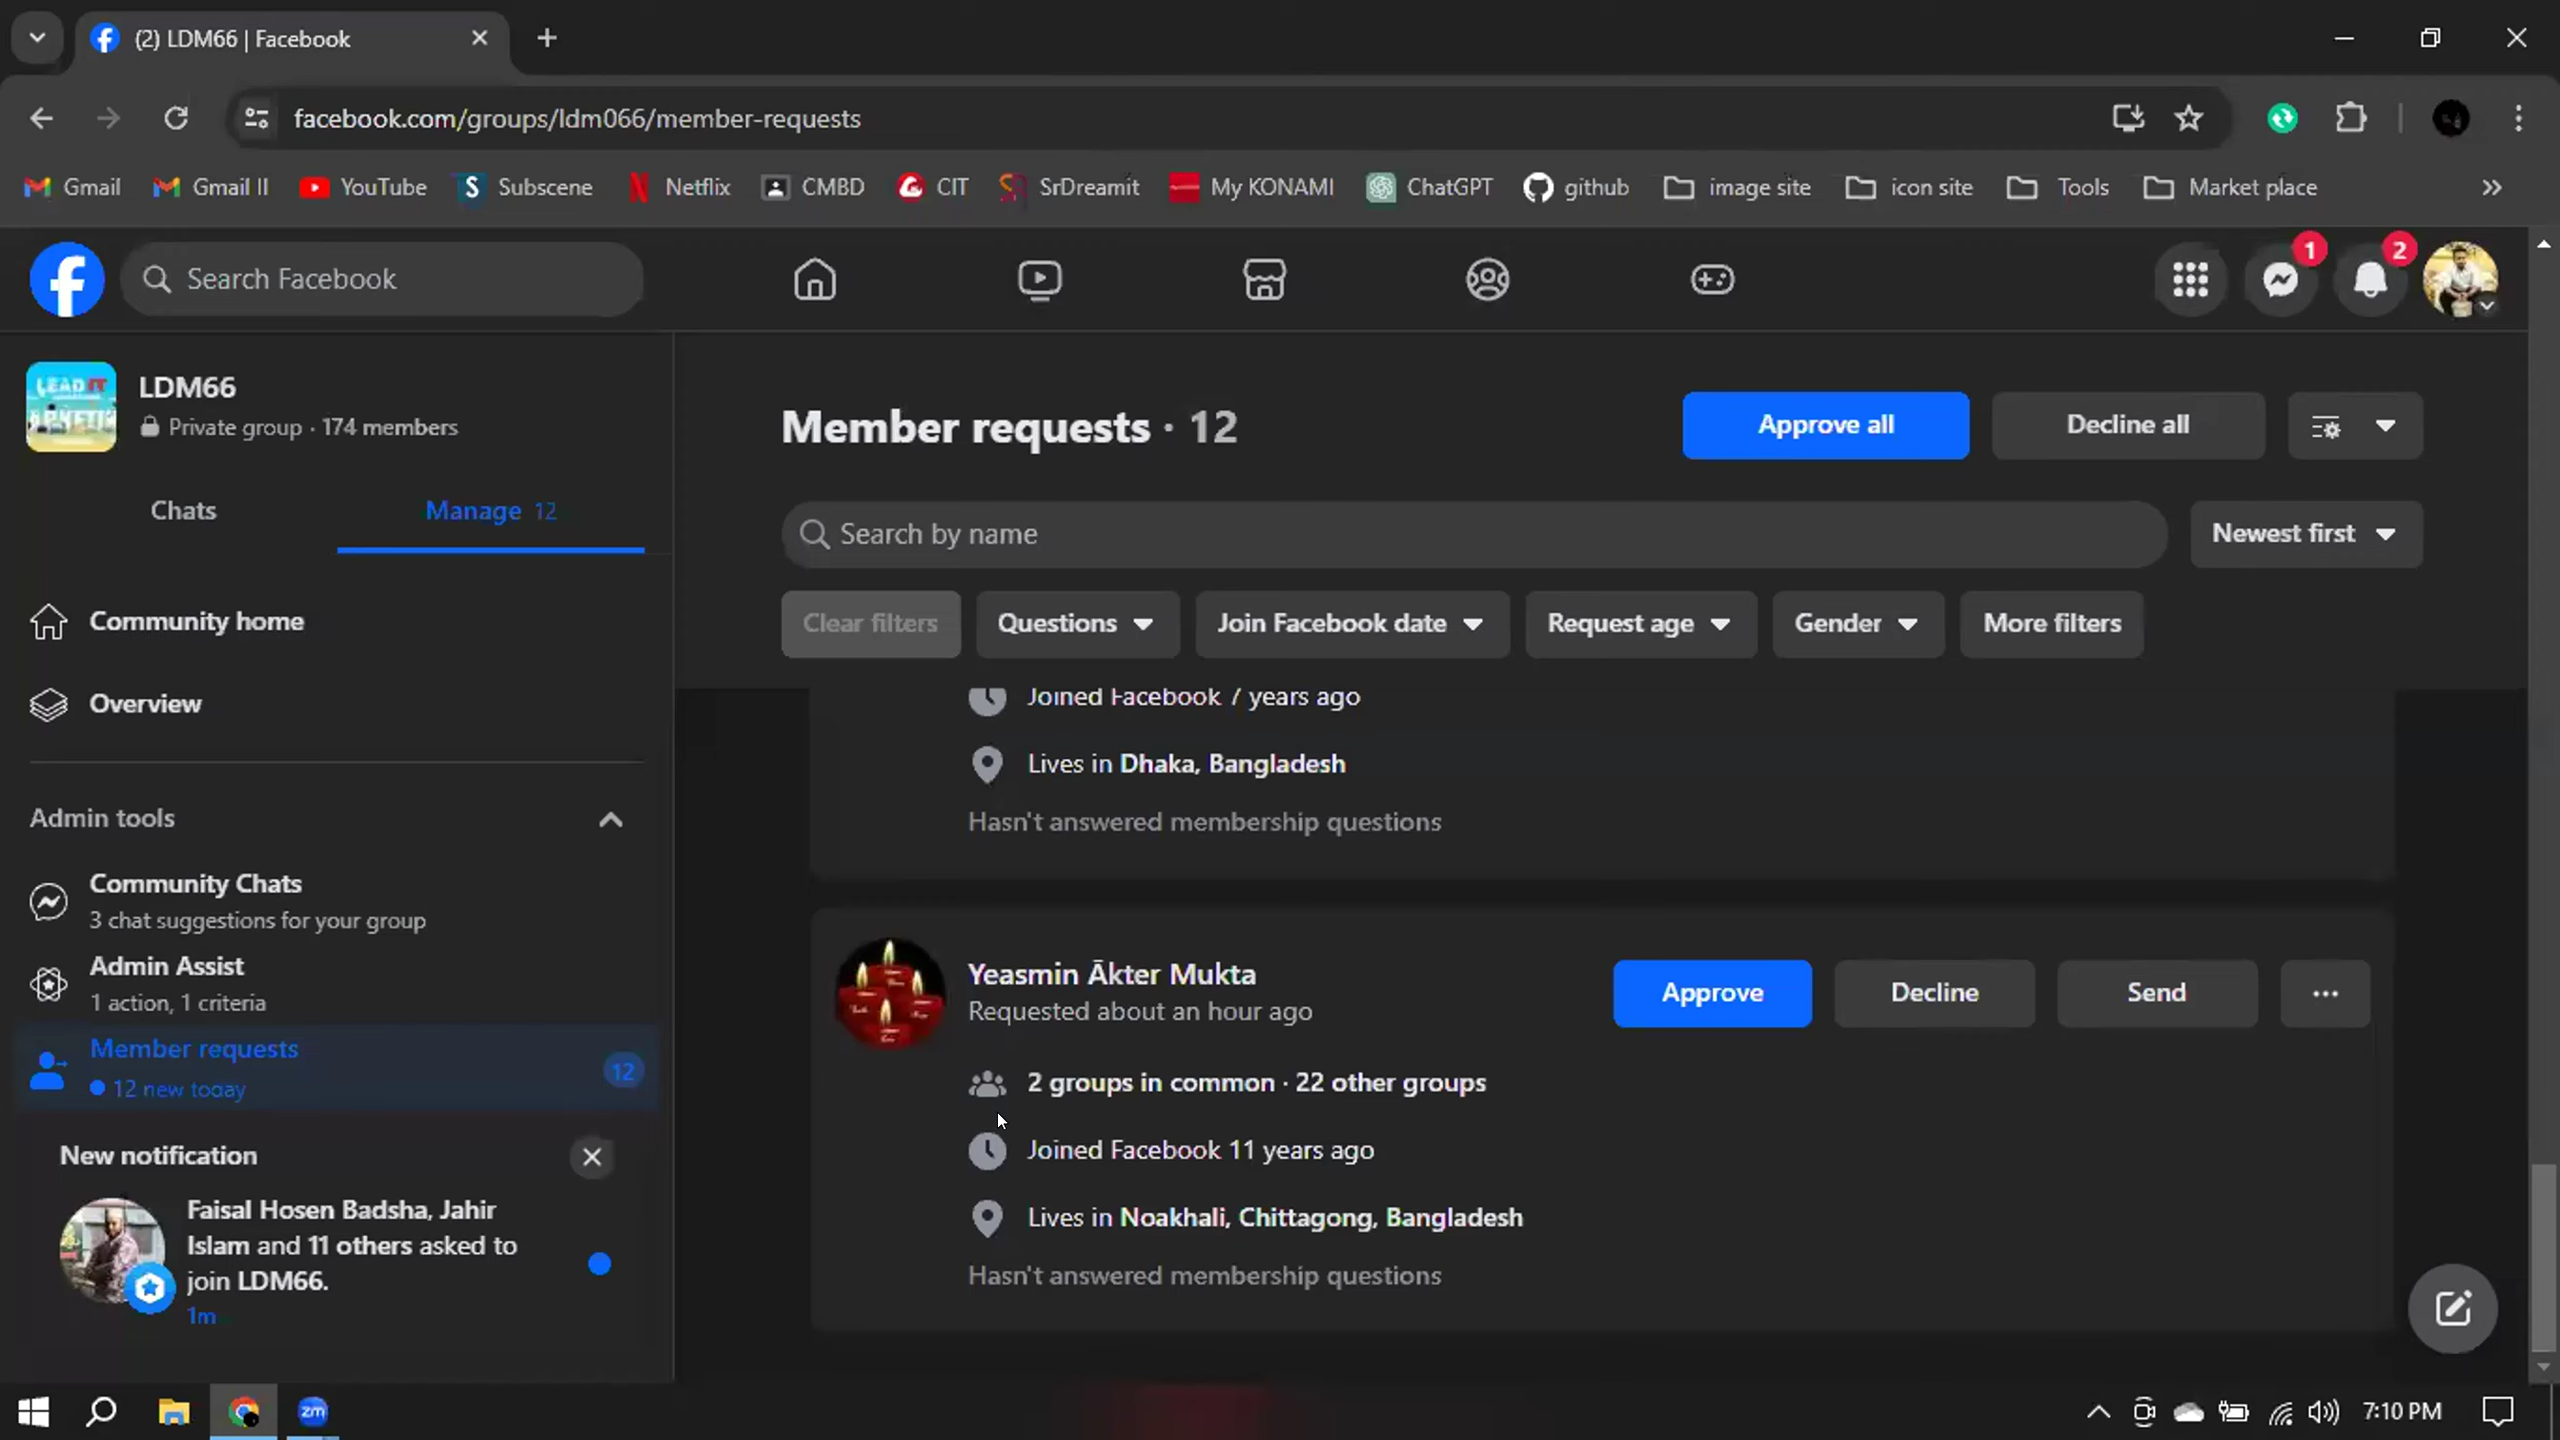 (2) LDM66 | Facebook
facebook.com/groups/ldm066/member-requests
Gmail
Gmail II
YouTube
Subscene
Netflix
CMBD
CIT
SrDreamit
My KONAMI
ChatGPT
github
image site
icon site
Tools
Market place
Search Facebook
1
2
LEAD IT
LDM66
Private group · 174 members
Chats
Manage 12
Community home
Overview
Admin tools
Community Chats
3 chat suggestions for your group
Admin Assist
1 action, 1 criteria
Member requests
12 new today
12
New notification
Faisal Hosen Badsha, Jahir
Islam and 11 others asked to
join LDM66.
1m
Member requests · 12
Approve all
Decline all
Search by name
Newest first
Clear filters
Questions
Join Facebook date
Request age
Gender
More filters
Joined Facebook 7 years ago
Lives in Dhaka, Bangladesh
Hasn't answered membership questions
Yeasmin Ākter Mukta
Requested about an hour ago
Approve
Decline
Send
2 groups in common · 22 other groups
Joined Facebook 11 years ago
Lives in Noakhali, Chittagong, Bangladesh
Hasn't answered membership questions
zm
7:10 PM